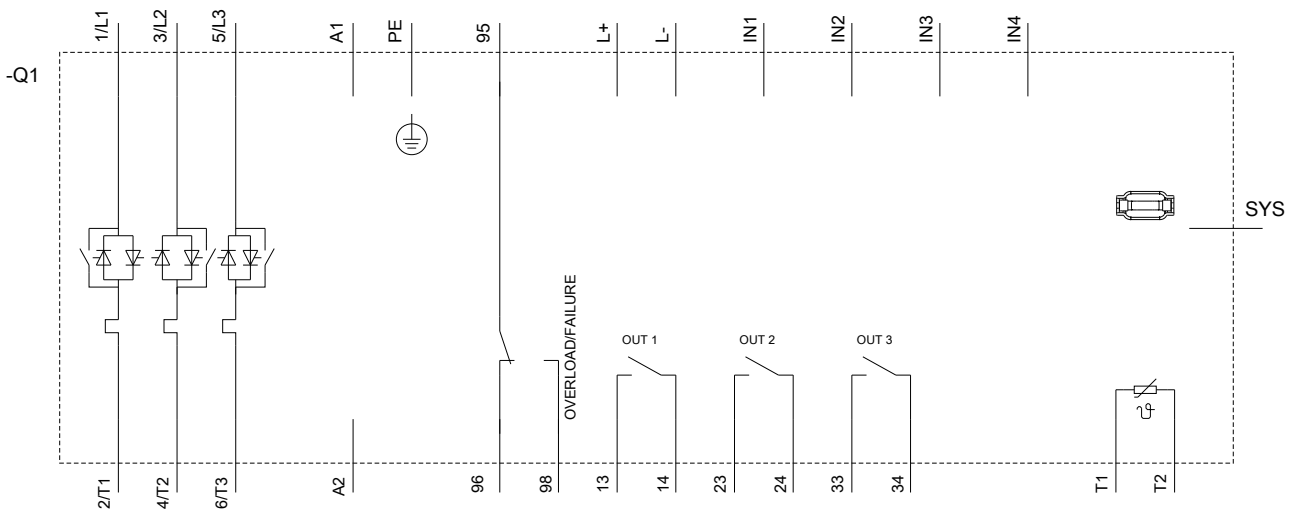 1/L1
3/L2
5/L3
A1
PE
95
L+
L-
IN1
IN2
IN3
IN4
-Q1
SYS
OVERLOAD/FAILURE
OUT 1
OUT 2
OUT 3
ϑ
2/T1
4/T2
6/T3
A2
96
98
13
14
23
24
33
34
T1
T2